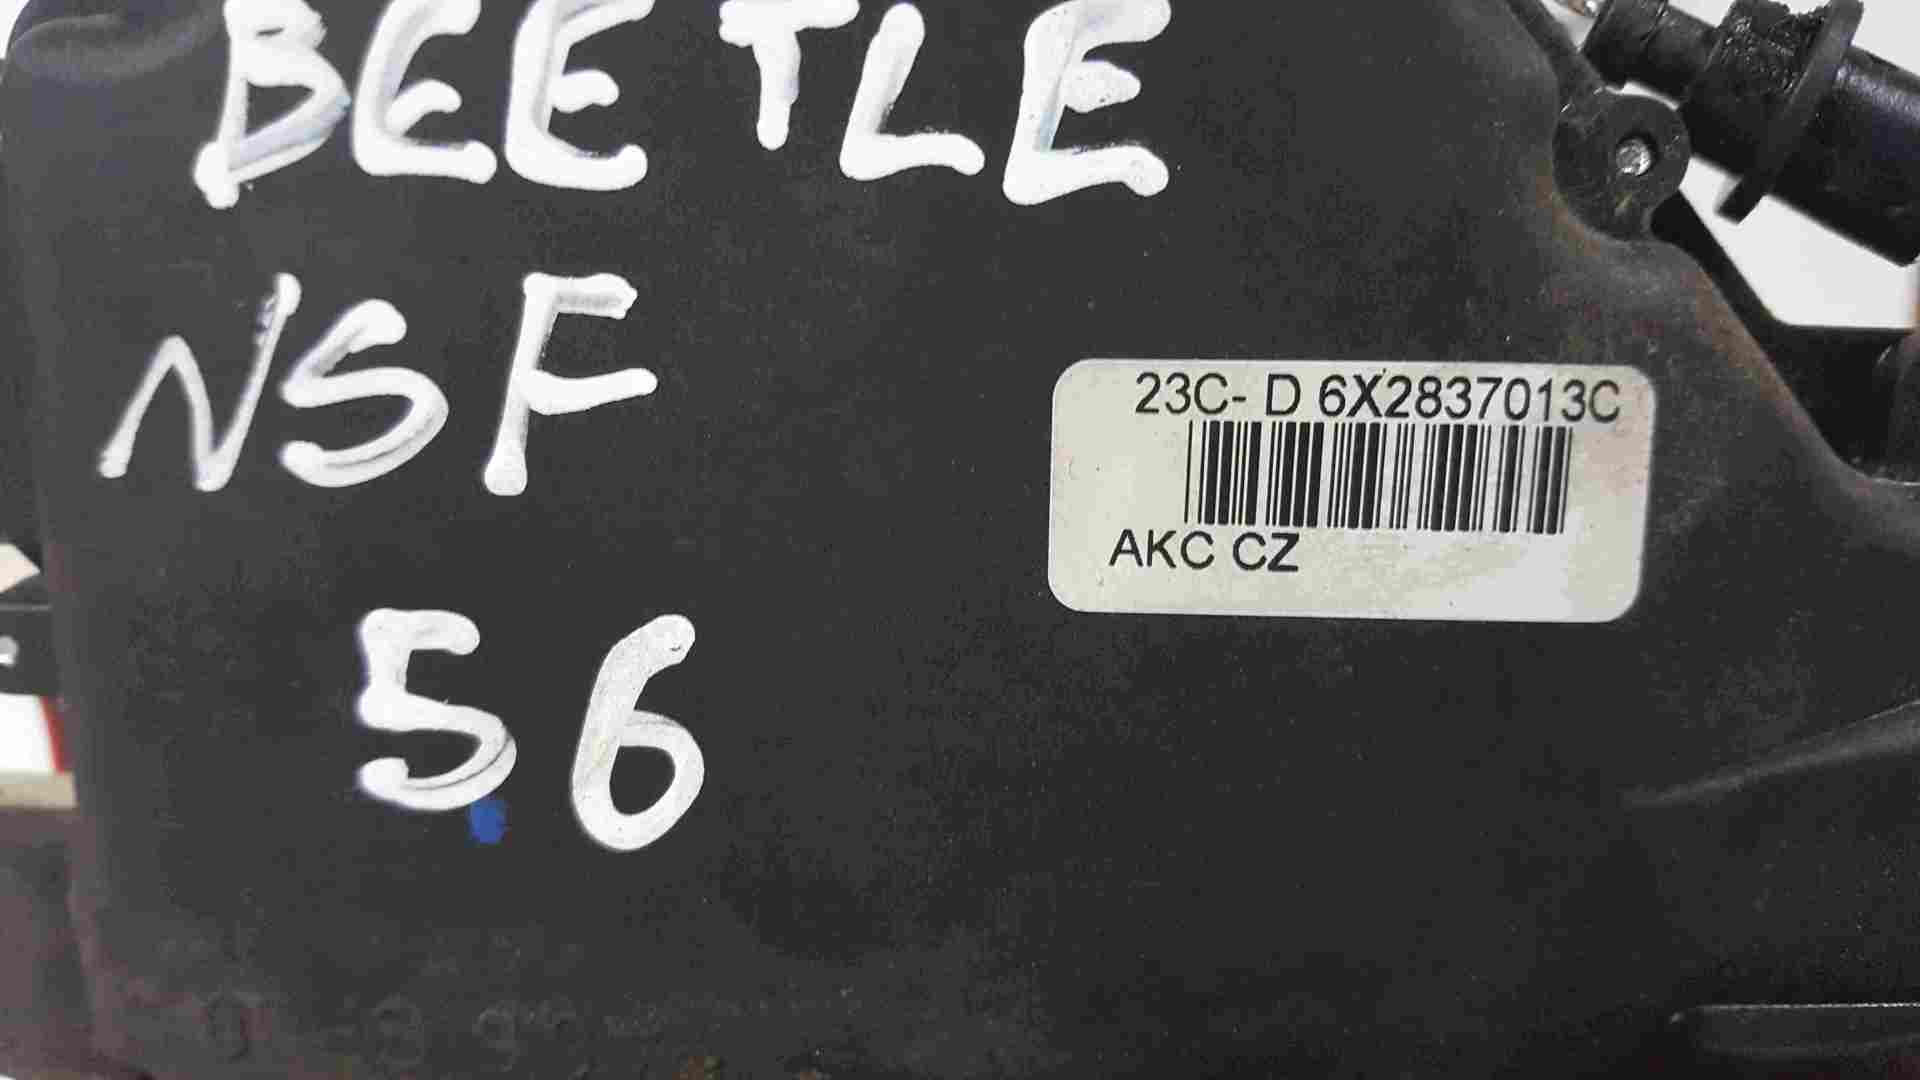 BEETLE
NSF
23C- D 6X2837013C
AKC CZ
56